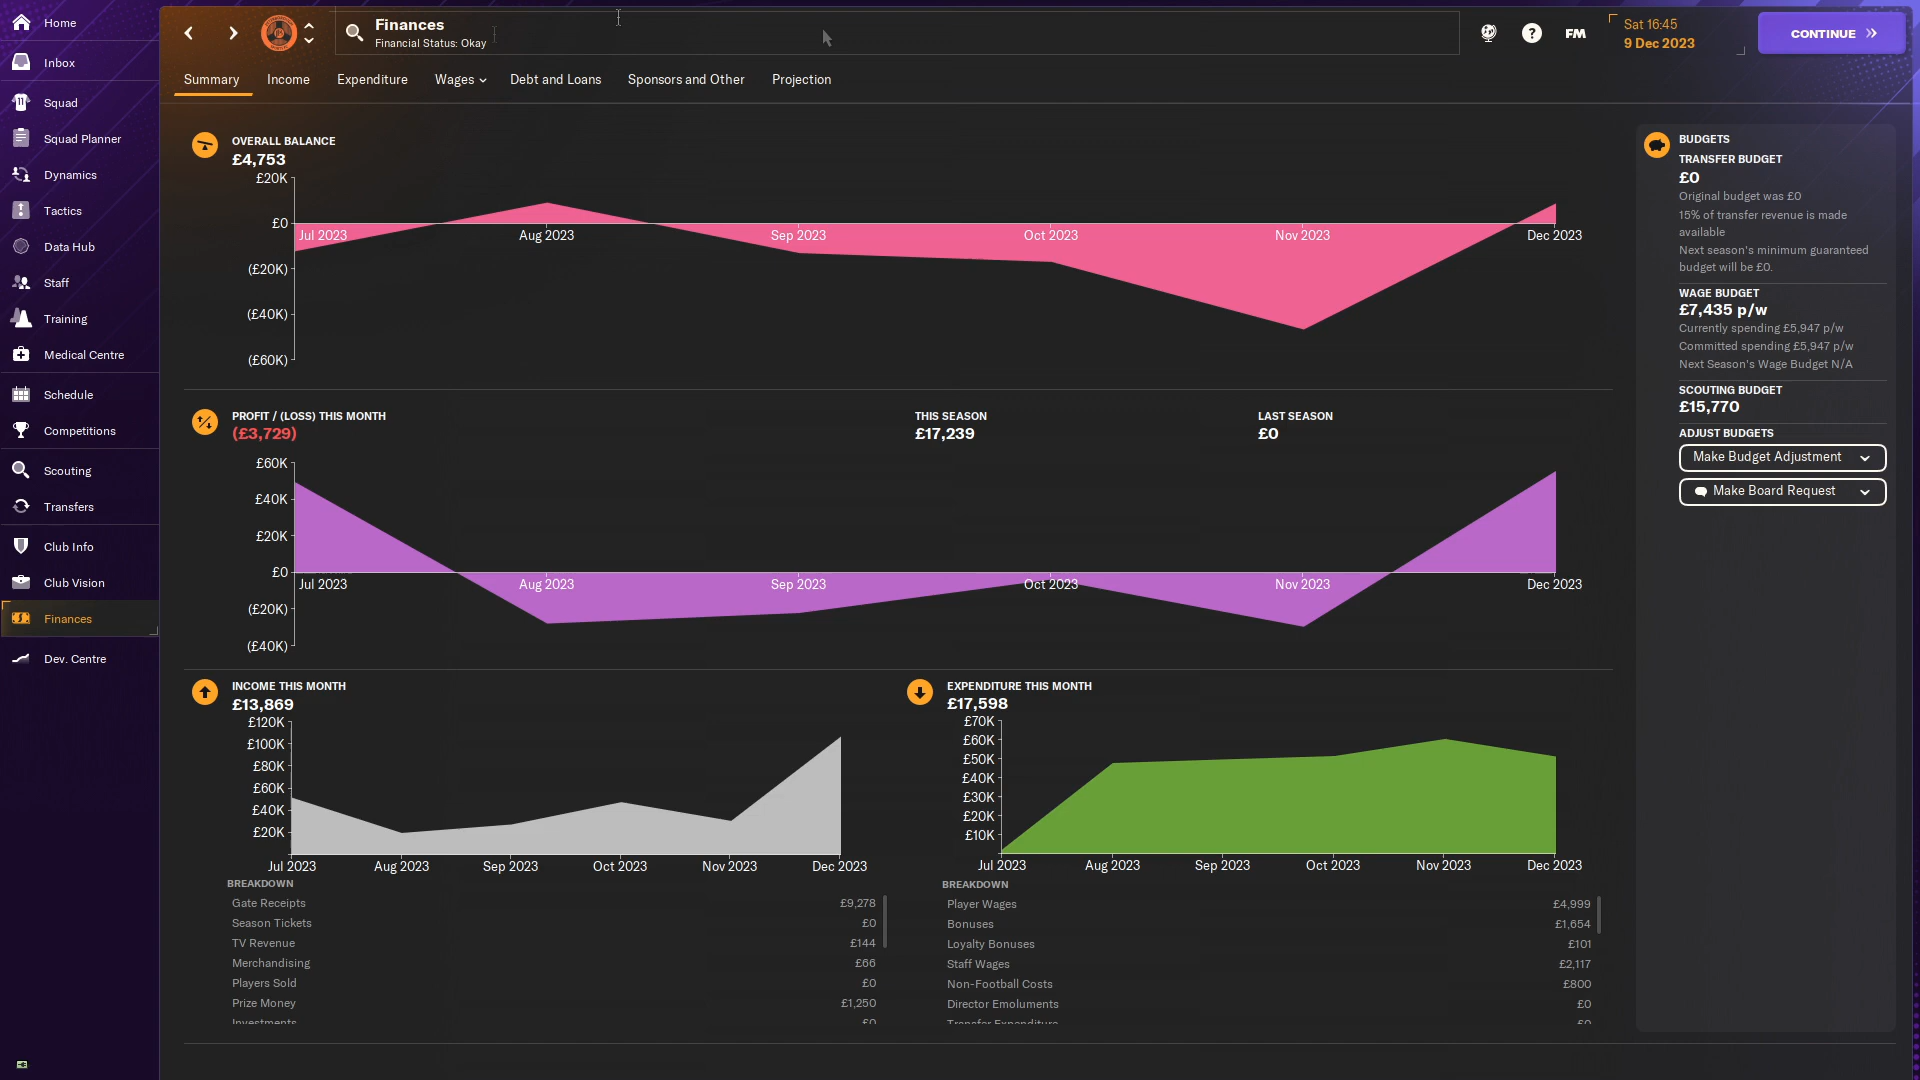 Home
Inbox
Squad
Squad Planner
Dynamics
Tactics
Data Hub
Staff
Training
Medical Centre
Schedule
Competitions
Scouting
Transfers
Club Info
Club Vision
Finances
Dev. Centre
Finances
Financial Status: Okay
?
FM
Sat 16:45
9 Dec 2023
CONTINUE
Summary
Income
Expenditure
Wages
Debt and Loans
Sponsors and Other
Projection
OVERALL BALANCE
£4,753
£20K
£0
(£20K)
(£40K)
(£60K)
Jul 2023
Aug 2023
Sep 2023
Oct 2023
Nov 2023
Dec 2023
PROFIT / (LOSS) THIS MONTH
(£3,729)
THIS SEASON
£17,239
LAST SEASON
£0
£60K
£40K
£20K
£0
(£20K)
(£40K)
Jul 2023
Aug 2023
Sep 2023
Oct 2023
Nov 2023
Dec 2023
INCOME THIS MONTH
£13,869
£120K
£100K
£80K
£60K
£40K
£20K
Jul 2023
Aug 2023
Sep 2023
Oct 2023
Nov 2023
Dec 2023
BREAKDOWN
Gate Receipts £9,278
Season Tickets £0
TV Revenue £144
Merchandising £66
Players Sold £0
Prize Money £1,250
Investments £0
EXPENDITURE THIS MONTH
£17,598
£70K
£60K
£50K
£40K
£30K
£20K
£10K
Jul 2023
Aug 2023
Sep 2023
Oct 2023
Nov 2023
Dec 2023
BREAKDOWN
Player Wages £4,999
Bonuses £1,654
Loyalty Bonuses £101
Staff Wages £2,117
Non-Football Costs £800
Director Emoluments £0
Transfer Expenditure £0
BUDGETS
TRANSFER BUDGET
£0
Original budget was £0
15% of transfer revenue is made
available
Next season's minimum guaranteed
budget will be £0.
WAGE BUDGET
£7,435 p/w
Currently spending £5,947 p/w
Committed spending £5,947 p/w
Next Season's Wage Budget N/A
SCOUTING BUDGET
£15,770
ADJUST BUDGETS
Make Budget Adjustment
Make Board Request